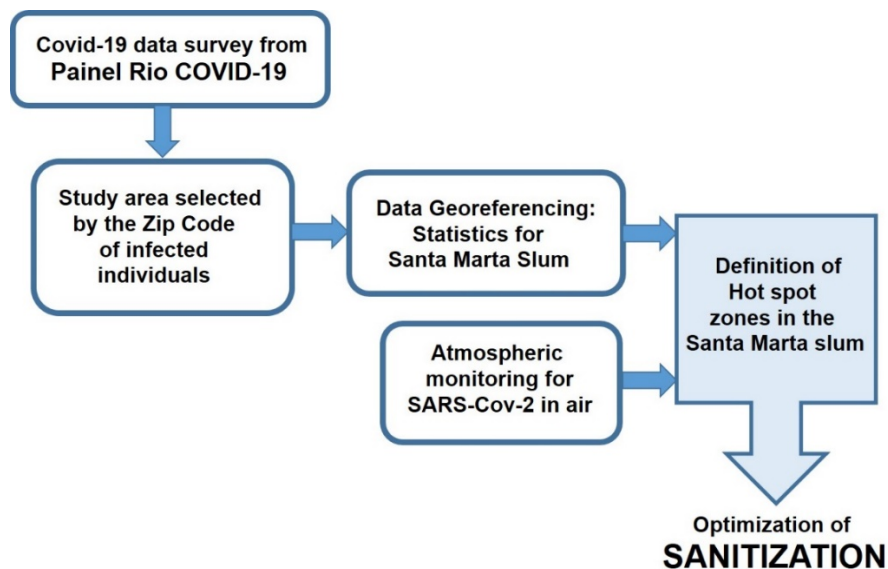 Covid-19 data survey from
Painel Rio COVID-19
Study area selected
by the Zip Code
of infected
individuals
Data Georeferencing:
Statistics for
Santa Marta Slum
Atmospheric
monitoring for
SARS-Cov-2 in air
Definition of
Hot spot
zones in the
Santa Marta slum
Optimization of
SANITIZATION